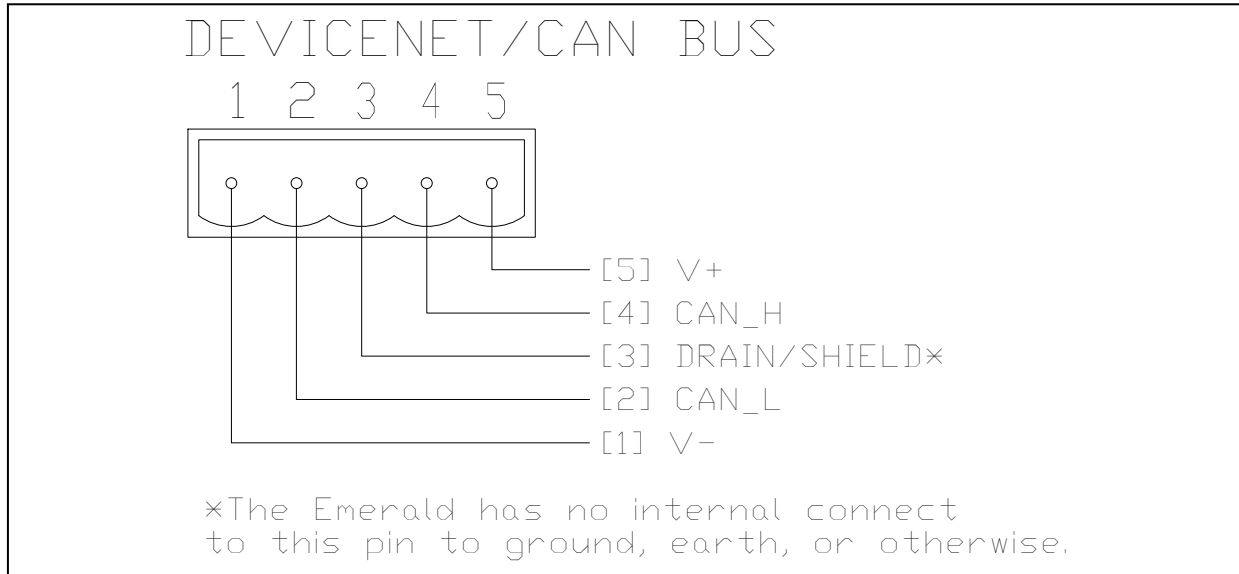 DEVICENET/CAN BUS
1 2 3 4 5
[5] V+
[4] CAN_H
[3] DRAIN/SHIELD*
[2] CAN_L
[1] V-
*The Emerald has no internal connect
to this pin to ground, earth, or otherwise.